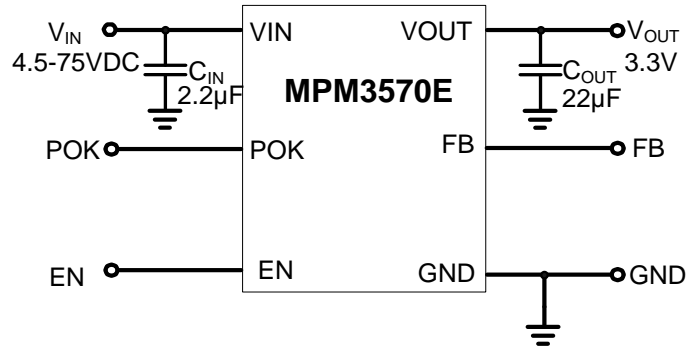 VIN
4.5-75VDC
CIN
2.2µF
VIN
VOUT
MPM3570E
VOUT
3.3V
COUT
22µF
POK
POK
FB
FB
EN
EN
GND
GND